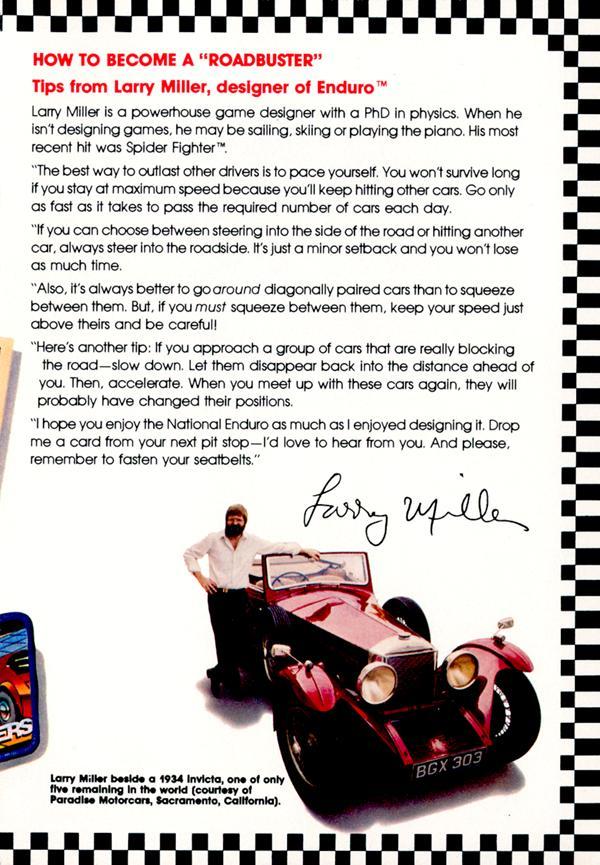 HOW TO BECOME A “ROADBUSTER”
Tips from Larry Miller, designer of Enduro™
Larry Miller is a powerhouse game designer with a PhD in physics. When he
isn’t designing games, he may be sailing, skiing or playing the piano. His most
recent hit was Spider Fighter™.
“The best way to outlast other drivers is to pace yourself. You won’t survive long
if you stay at maximum speed because you’ll keep hitting other cars. Go only
as fast as it takes to pass the required number of cars each day.
“If you can choose between steering into the side of the road or hitting another
car, always steer into the roadside. It’s just a minor setback and you won’t lose
as much time.
“Also, it’s always better to go around diagonally paired cars than to squeeze
between them. But, if you must squeeze between them, keep your speed just
above theirs and be careful!
“Here’s another tip: If you approach a group of cars that are really blocking
the road—slow down. Let them disappear back into the distance ahead of
you. Then, accelerate. When you meet up with these cars again, they will
probably have changed their positions.
“I hope you enjoy the National Enduro as much as I enjoyed designing it. Drop
me a card from your next pit stop—I’d love to hear from you. And please,
remember to fasten your seatbelts.”
Larry Miller
BGX 303
ERS
Larry Miller beside a 1934 Invicta, one of only
five remaining in the world (courtesy of
Paradise Motorcars, Sacramento, California).